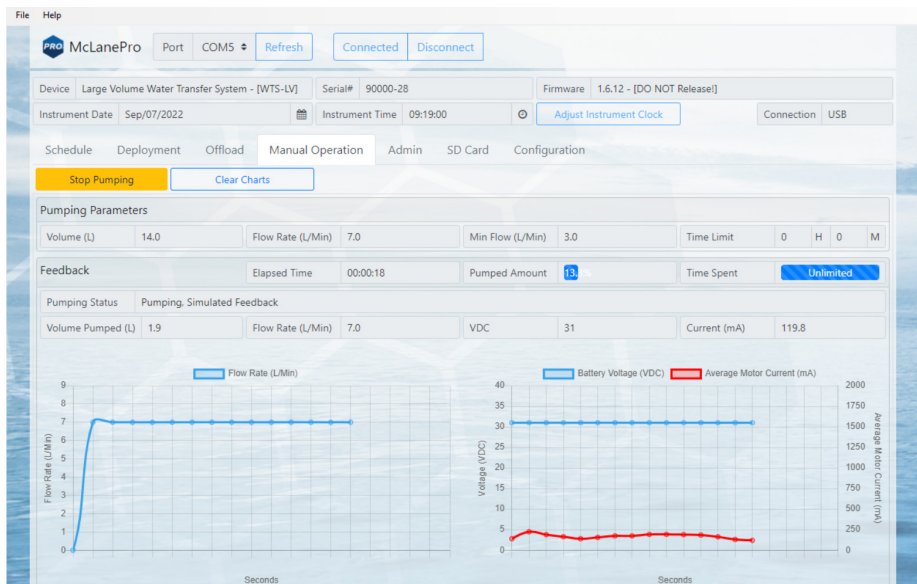 File Help
PRO McLanePro Port COM5 Refresh Connected Disconnect
Device Large Volume Water Transfer System - [WTS-LV] Serial# 90000-28 Firmware 1.6.12 - [DO NOT Release!]
Instrument Date Sep/07/2022 Instrument Time 09:19:00 Adjust Instrument Clock Connection USB
Schedule Deployment Offload Manual Operation Admin SD Card Configuration
Stop Pumping Clear Charts
Pumping Parameters
Volume (L) 14.0 Flow Rate (L/Min) 7.0 Min Flow (L/Min) 3.0 Time Limit 0 H 0 M
Feedback Elapsed Time 00:00:18 Pumped Amount 13. Time Spent Unlimited
Pumping Status Pumping, Simulated Feedback
Volume Pumped (L) 1.9 Flow Rate (L/Min) 7.0 VDC 31 Current (mA) 119.8
Flow Rate (L/Min)
9
8
7
6
5
4
3
2
1
0
Flow Rate (L/Min)
Seconds
Battery Voltage (VDC) Average Motor Current (mA)
40
35
30
25
20
15
10
5
0
Voltage (VDC)
2000
1750
1500
1250
1000
750
500
250
0
Average Motor Current (mA)
Seconds